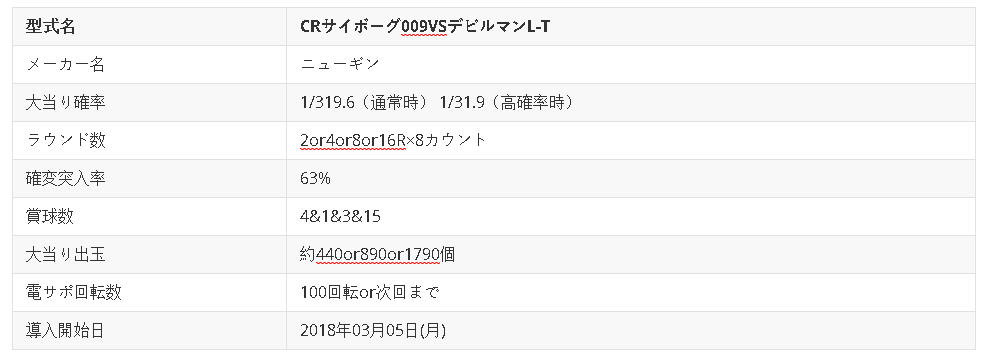 型式名 CRサイボーグ009VSデビルマンL-T
メーカー名 ニューギン
大当り確率 1/319.6（通常時） 1/31.9（高確率時）
ラウンド数 2or4or8or16R×8カウント
確変突入率 63%
賞球数 4&1&3&15
大当り出玉 約440or890or1790個
電サポ回転数 100回転or次回まで
導入開始日 2018年03月05日(月)